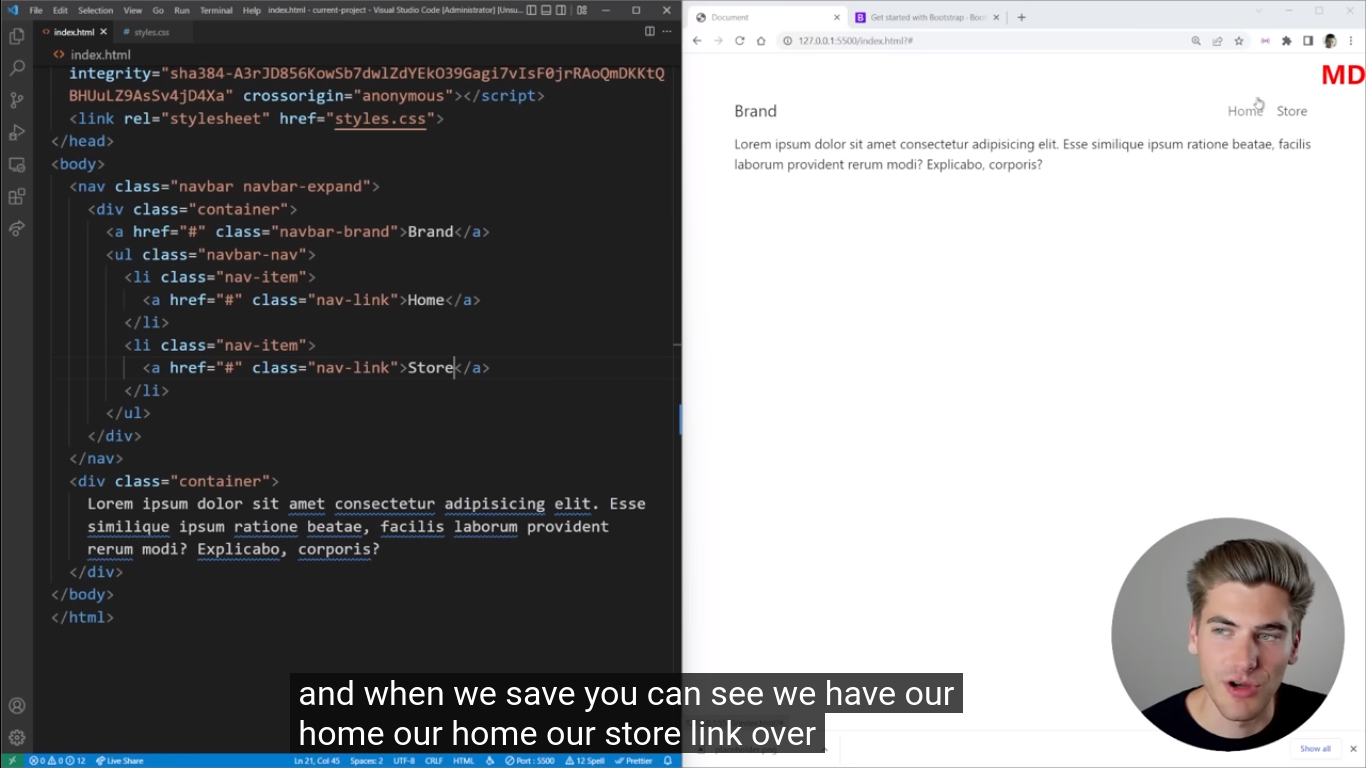 File Edit Selection View Go Run Terminal Help index.html - current-project - Visual Studio Code [Administrator] [Unsu...
index.html styles.css
index.html
integrity="sha384-A3rJD856KowSb7dwlZdYEkO39Gagi7vIsF0jrRAoQmDKKtQ
BHUuLZ9AsSv4jD4Xa" crossorigin="anonymous"></script>
<link rel="stylesheet" href="styles.css">
</head>
<body>
<nav class="navbar navbar-expand">
<div class="container">
<a href="#" class="navbar-brand">Brand</a>
<ul class="navbar-nav">
<li class="nav-item">
<a href="#" class="nav-link">Home</a>
</li>
<li class="nav-item">
<a href="#" class="nav-link">Store</a>
</li>
</ul>
</div>
</nav>
<div class="container">
Lorem ipsum dolor sit amet consectetur adipisicing elit. Esse
similique ipsum ratione beatae, facilis laborum provident
rerum modi? Explicabo, corporis?
</div>
</body>
</html>
0 0 12 Live Share Ln 21, Col 45 Spaces: 2 UTF-8 CRLF HTML Port : 5500 12 Spell Prettier
Document Get started with Bootstrap · Boot
127.0.0.1:5500/index.html?#
MD
Brand Home Store
Lorem ipsum dolor sit amet consectetur adipisicing elit. Esse similique ipsum ratione beatae, facilis
laborum provident rerum modi? Explicabo, corporis?
and when we save you can see we have our
home our home our store link over
placeholder.png
Show all